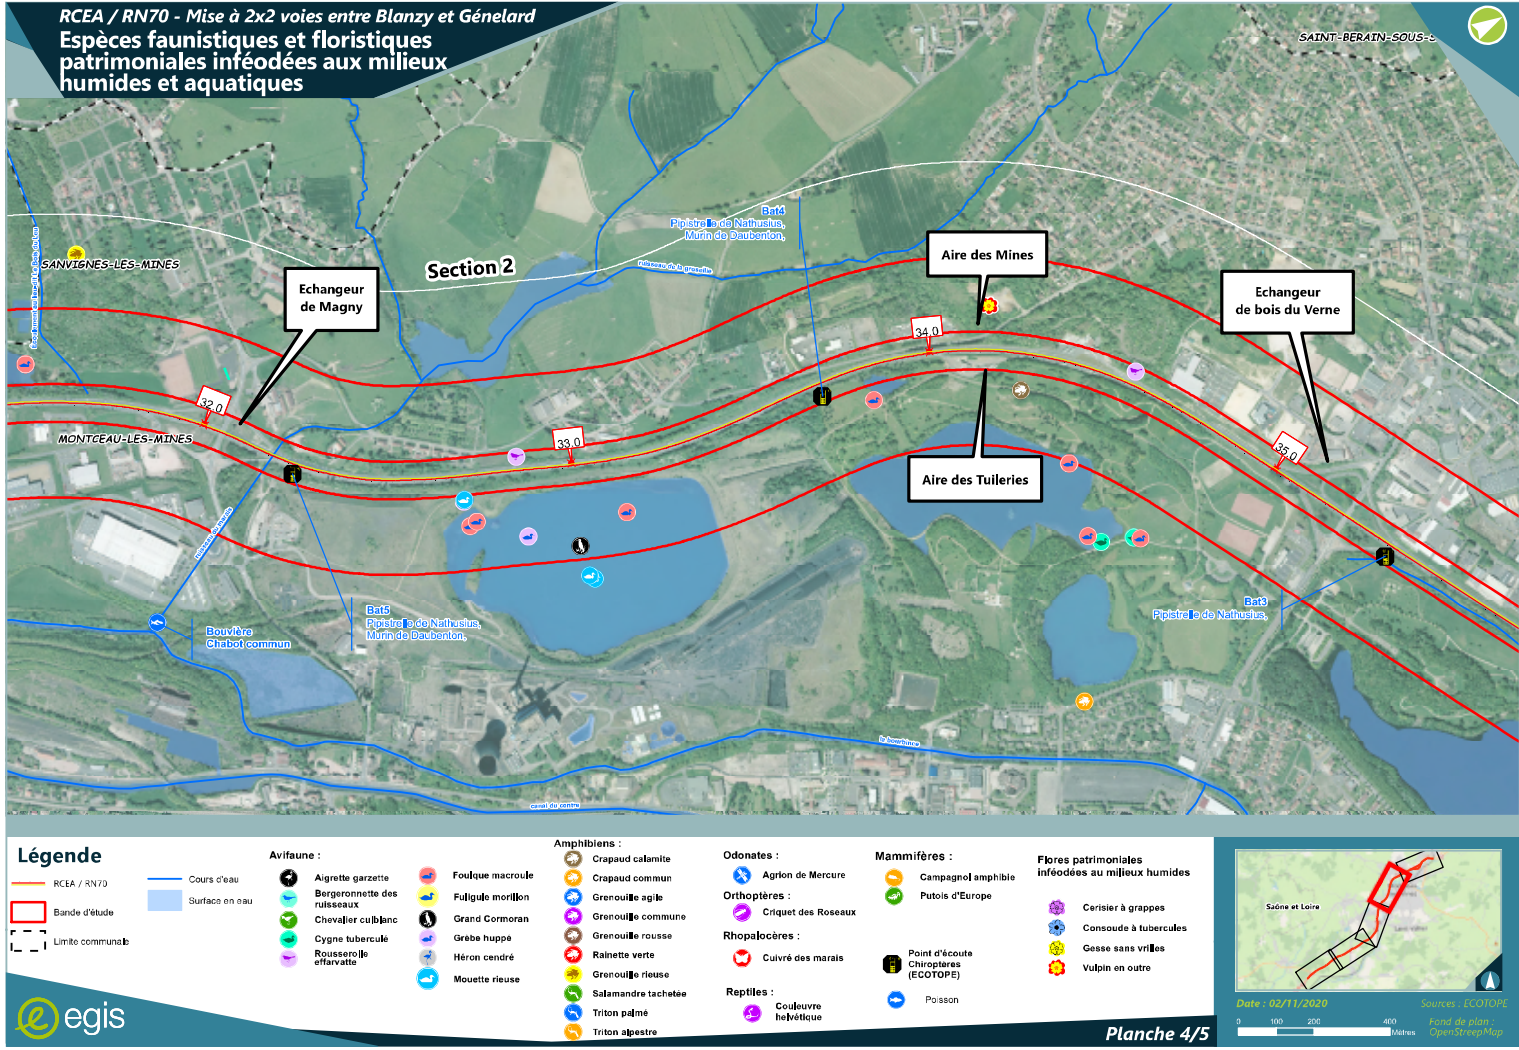 RCEA / RN70 - Mise à 2x2 voies entre Blanzy et Génelard
Espèces faunistiques et floristiques
patrimoniales inféodées aux milieux
humides et aquatiques
SAINT-BERAIN-SOUS-S
SANVIGNES-LES-MINES
MONTCEAU-LES-MINES
Section 2
Bat4
Pipistrelle de Nathusius,
Murin de Daubenton,
ruisseau de la groseille
Echangeur
de Magny
Aire des Mines
Echangeur
de bois du Verne
Aire des Tuileries
32.0
33.0
34.0
35.0
ruisseau du marais
Bouvière
Chabot commun
Bat5
Pipistrelle de Nathusius,
Murin de Daubenton,
Bat3
Pipistrelle de Nathusius,
la bourbince
canal du centre
Légende
RCEA / RN70
Bande d'étude
Limite communale
Cours d'eau
Surface en eau
Avifaune :
Aigrette garzette
Bergeronnette des
ruisseaux
Chevalier culblanc
Cygne tuberculé
Rousserolle
effarvatte
Foulque macroule
Fuligule morillon
Grand Cormoran
Grèbe huppé
Héron cendré
Mouette rieuse
Amphibiens :
Crapaud calamite
Crapaud commun
Grenouille agile
Grenouille commune
Grenouille rousse
Rainette verte
Grenouille rieuse
Salamandre tachetée
Triton palmé
Triton alpestre
Odonates :
Agrion de Mercure
Orthoptères :
Criquet des Roseaux
Rhopalocères :
Cuivré des marais
Reptiles :
Couleuvre
helvétique
Mammifères :
Campagnol amphibie
Putois d'Europe
Point d'écoute
Chiroptères
(ECOTOPE)
Poisson
Flores patrimoniales
inféodées au milieux humides
Cerisier à grappes
Consoude à tubercules
Gesse sans vrilles
Vulpin en outre
Saône et Loire
Date : 02/11/2020
Sources : ECOTOPE
0 100 200 400
Mètres
Fond de plan :
OpenStreepMap
egis
Planche 4/5